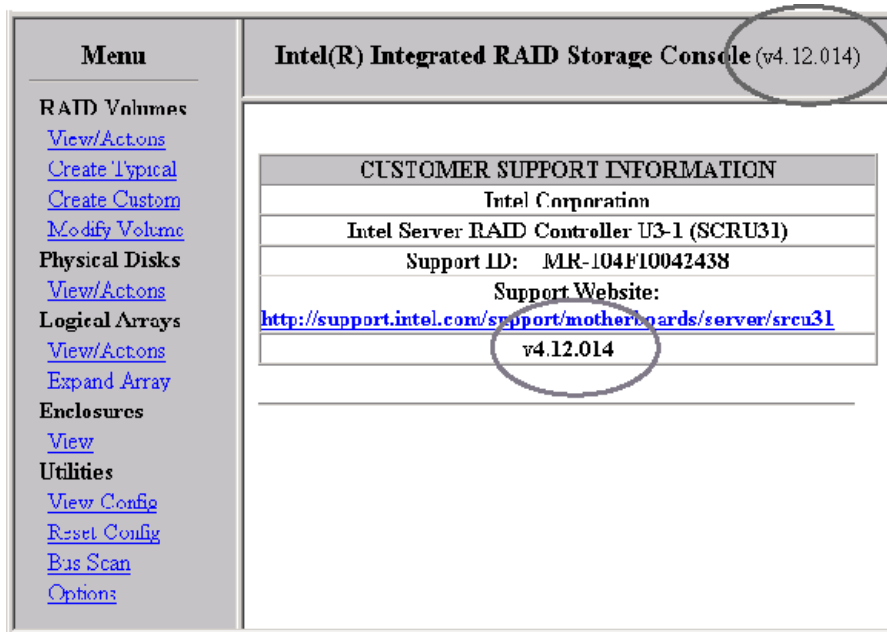 Menu
RAID Volumes
View/Actions
Create Typical
Create Custom
Modify Volume
Physical Disks
View/Actions
Logical Arrays
View/Actions
Expand Array
Enclosures
View
Utilities
View Config
Reset Config
Bus Scan
Options
Intel(R) Integrated RAID Storage Console (v4.12.014)
CUSTOMER SUPPORT INFORMATION
Intel Corporation
Intel Server RAID Controller U3-1 (SCRU31)
Support ID: MR-104F10042438
Support Website:
http://support.intel.com/support/motherboards/server/srcu31
v4.12.014